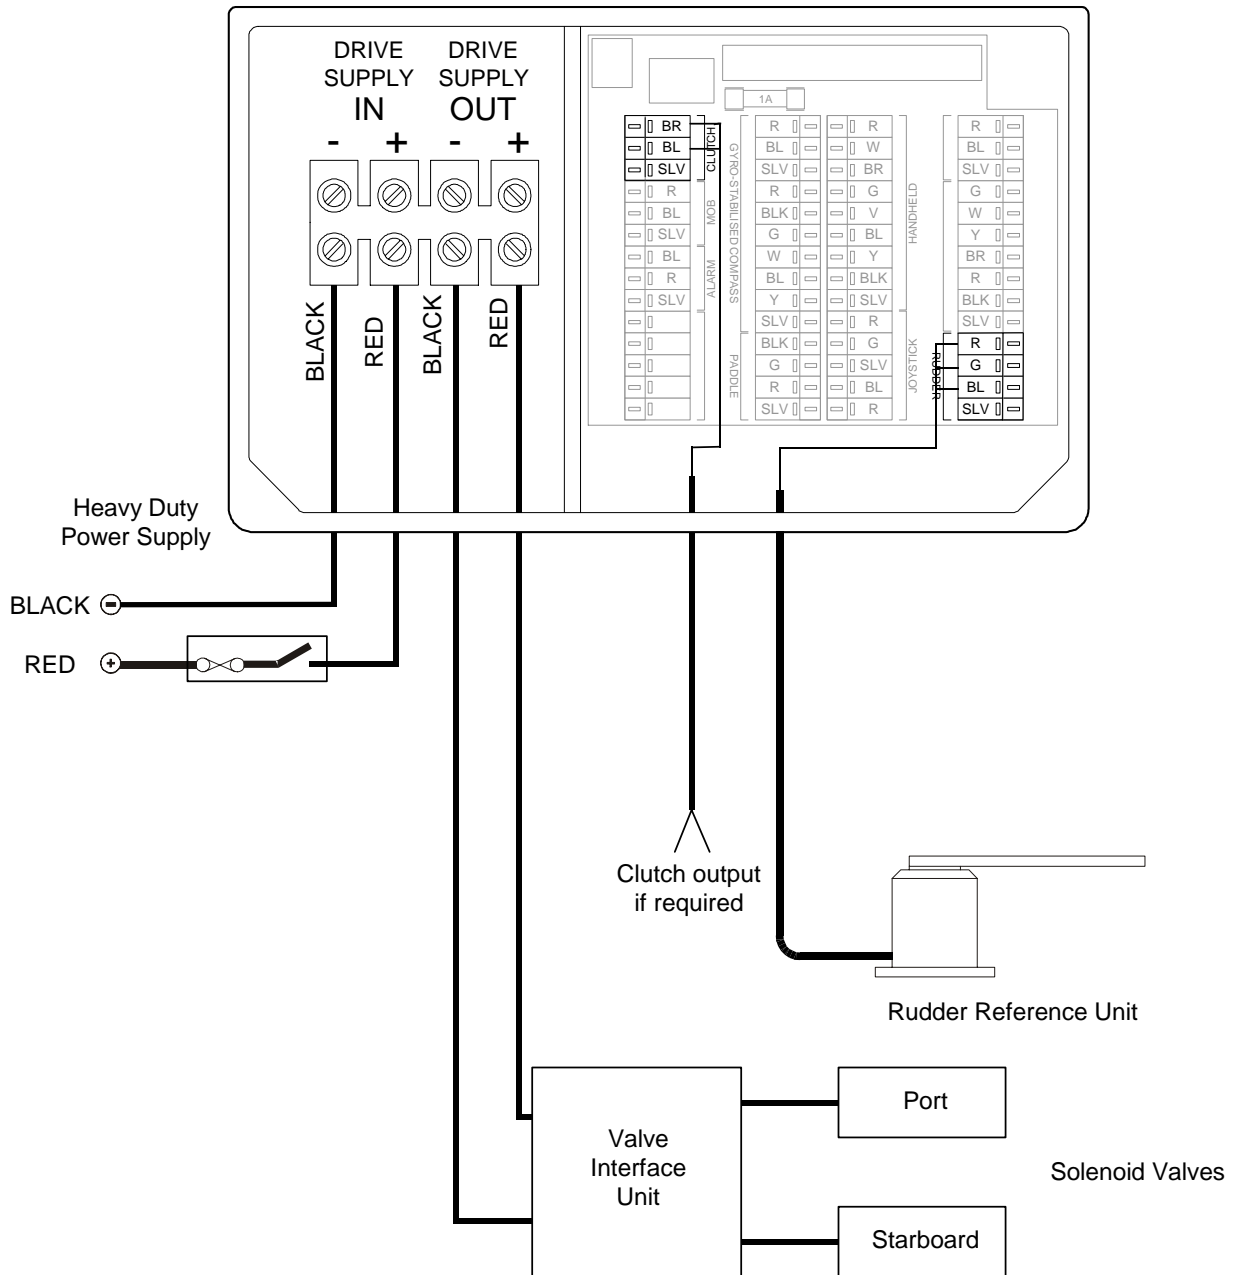 DRIVE
SUPPLY
IN
DRIVE
SUPPLY
OUT
- + - +
BLACK
RED
BLACK
RED
1A
BR
BL
SLV
R
BL
SLV
BL
R
SLV
CLUTCH
MOB
ALARM
GYRO-STABILISED COMPASS
PADDLE
R
BL
SLV
R
BLK
G
W
BL
Y
SLV
BLK
G
R
SLV
R
W
BR
G
V
BL
Y
BLK
SLV
R
G
SLV
BL
R
HANDHELD
JOYSTICK
RUDDER
R
BL
SLV
G
W
Y
BR
R
BLK
SLV
R
G
BL
SLV
Heavy Duty
Power Supply
BLACK -
RED +
Clutch output
if required
Rudder Reference Unit
Valve
Interface
Unit
Port
Solenoid Valves
Starboard